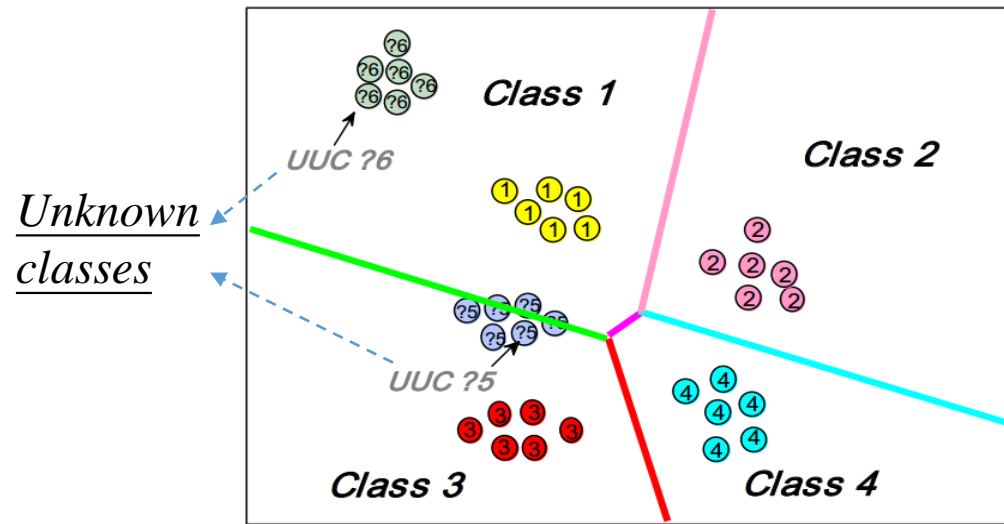 ?6
?6 ?6 ?6
?6 ?6
Class 1
UUC ?6
Class 2
Unknown
classes
1 1 1
1 1 1
2
2 2 2
2 2
?5 ?5 ?5 ?5
?5 ?5
UUC ?5
4 4 4
4 4 4
3 3 3 3
3 3
Class 3
Class 4